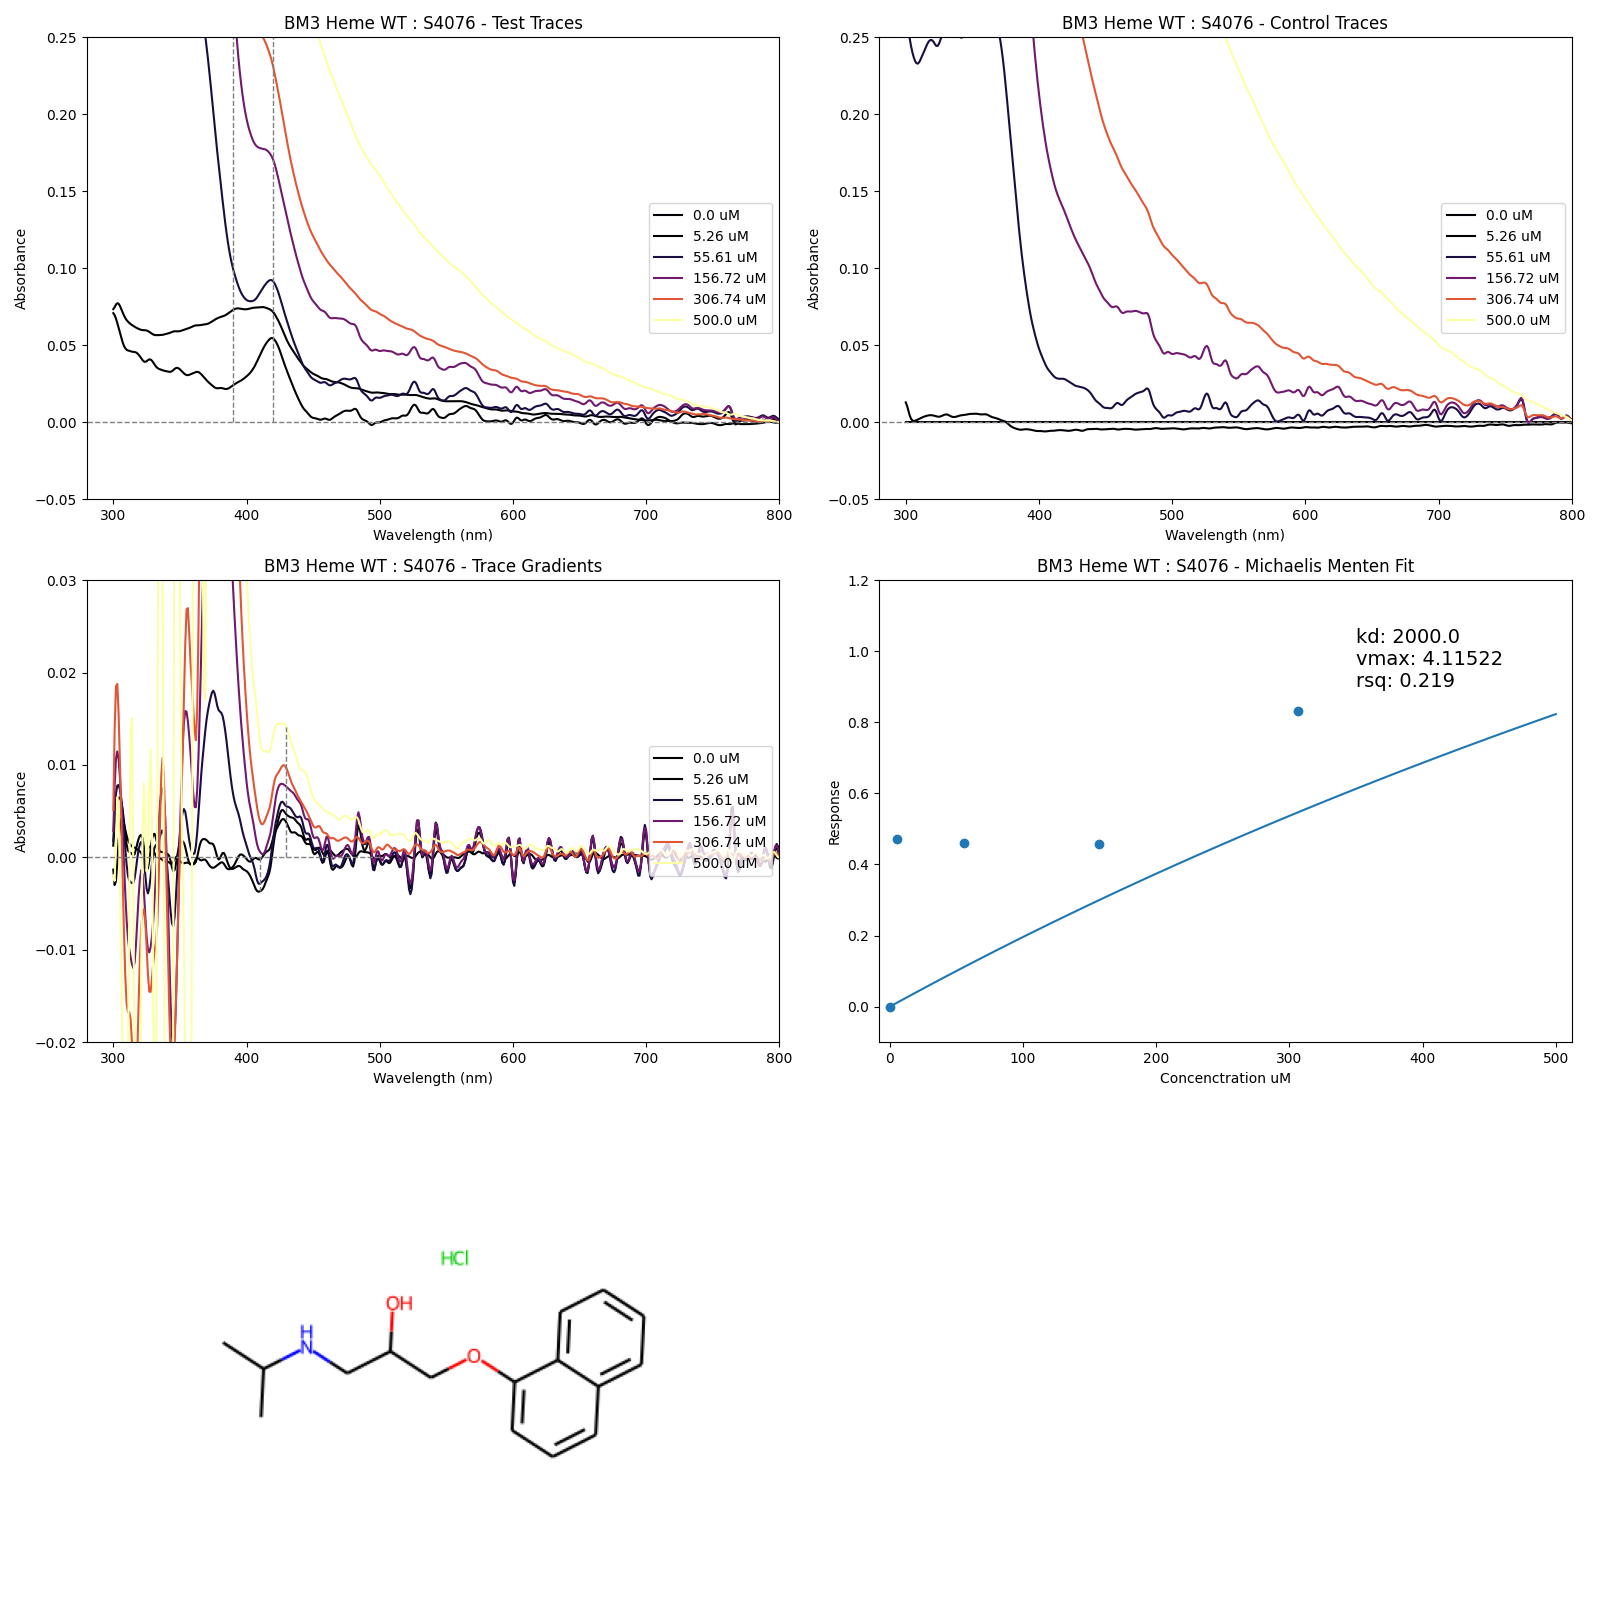 BM3 Heme WT : S4076 - Test Traces
0.25
0.20
0.15
0.10
0.05
0.00
−0.05
Absorbance
300 400 500 600 700 800
Wavelength (nm)
0.0 uM
5.26 uM
55.61 uM
156.72 uM
306.74 uM
500.0 uM
BM3 Heme WT : S4076 - Control Traces
0.25
0.20
0.15
0.10
0.05
0.00
−0.05
Absorbance
300 400 500 600 700 800
Wavelength (nm)
0.0 uM
5.26 uM
55.61 uM
156.72 uM
306.74 uM
500.0 uM
BM3 Heme WT : S4076 - Trace Gradients
0.03
0.02
0.01
0.00
−0.01
−0.02
Absorbance
300 400 500 600 700 800
Wavelength (nm)
0.0 uM
5.26 uM
55.61 uM
156.72 uM
306.74 uM
500.0 uM
BM3 Heme WT : S4076 - Michaelis Menten Fit
1.2
1.0
0.8
0.6
0.4
0.2
0.0
Response
0 100 200 300 400 500
Concenctration uM
kd: 2000.0
vmax: 4.11522
rsq: 0.219
HCl
OH
H
N
O